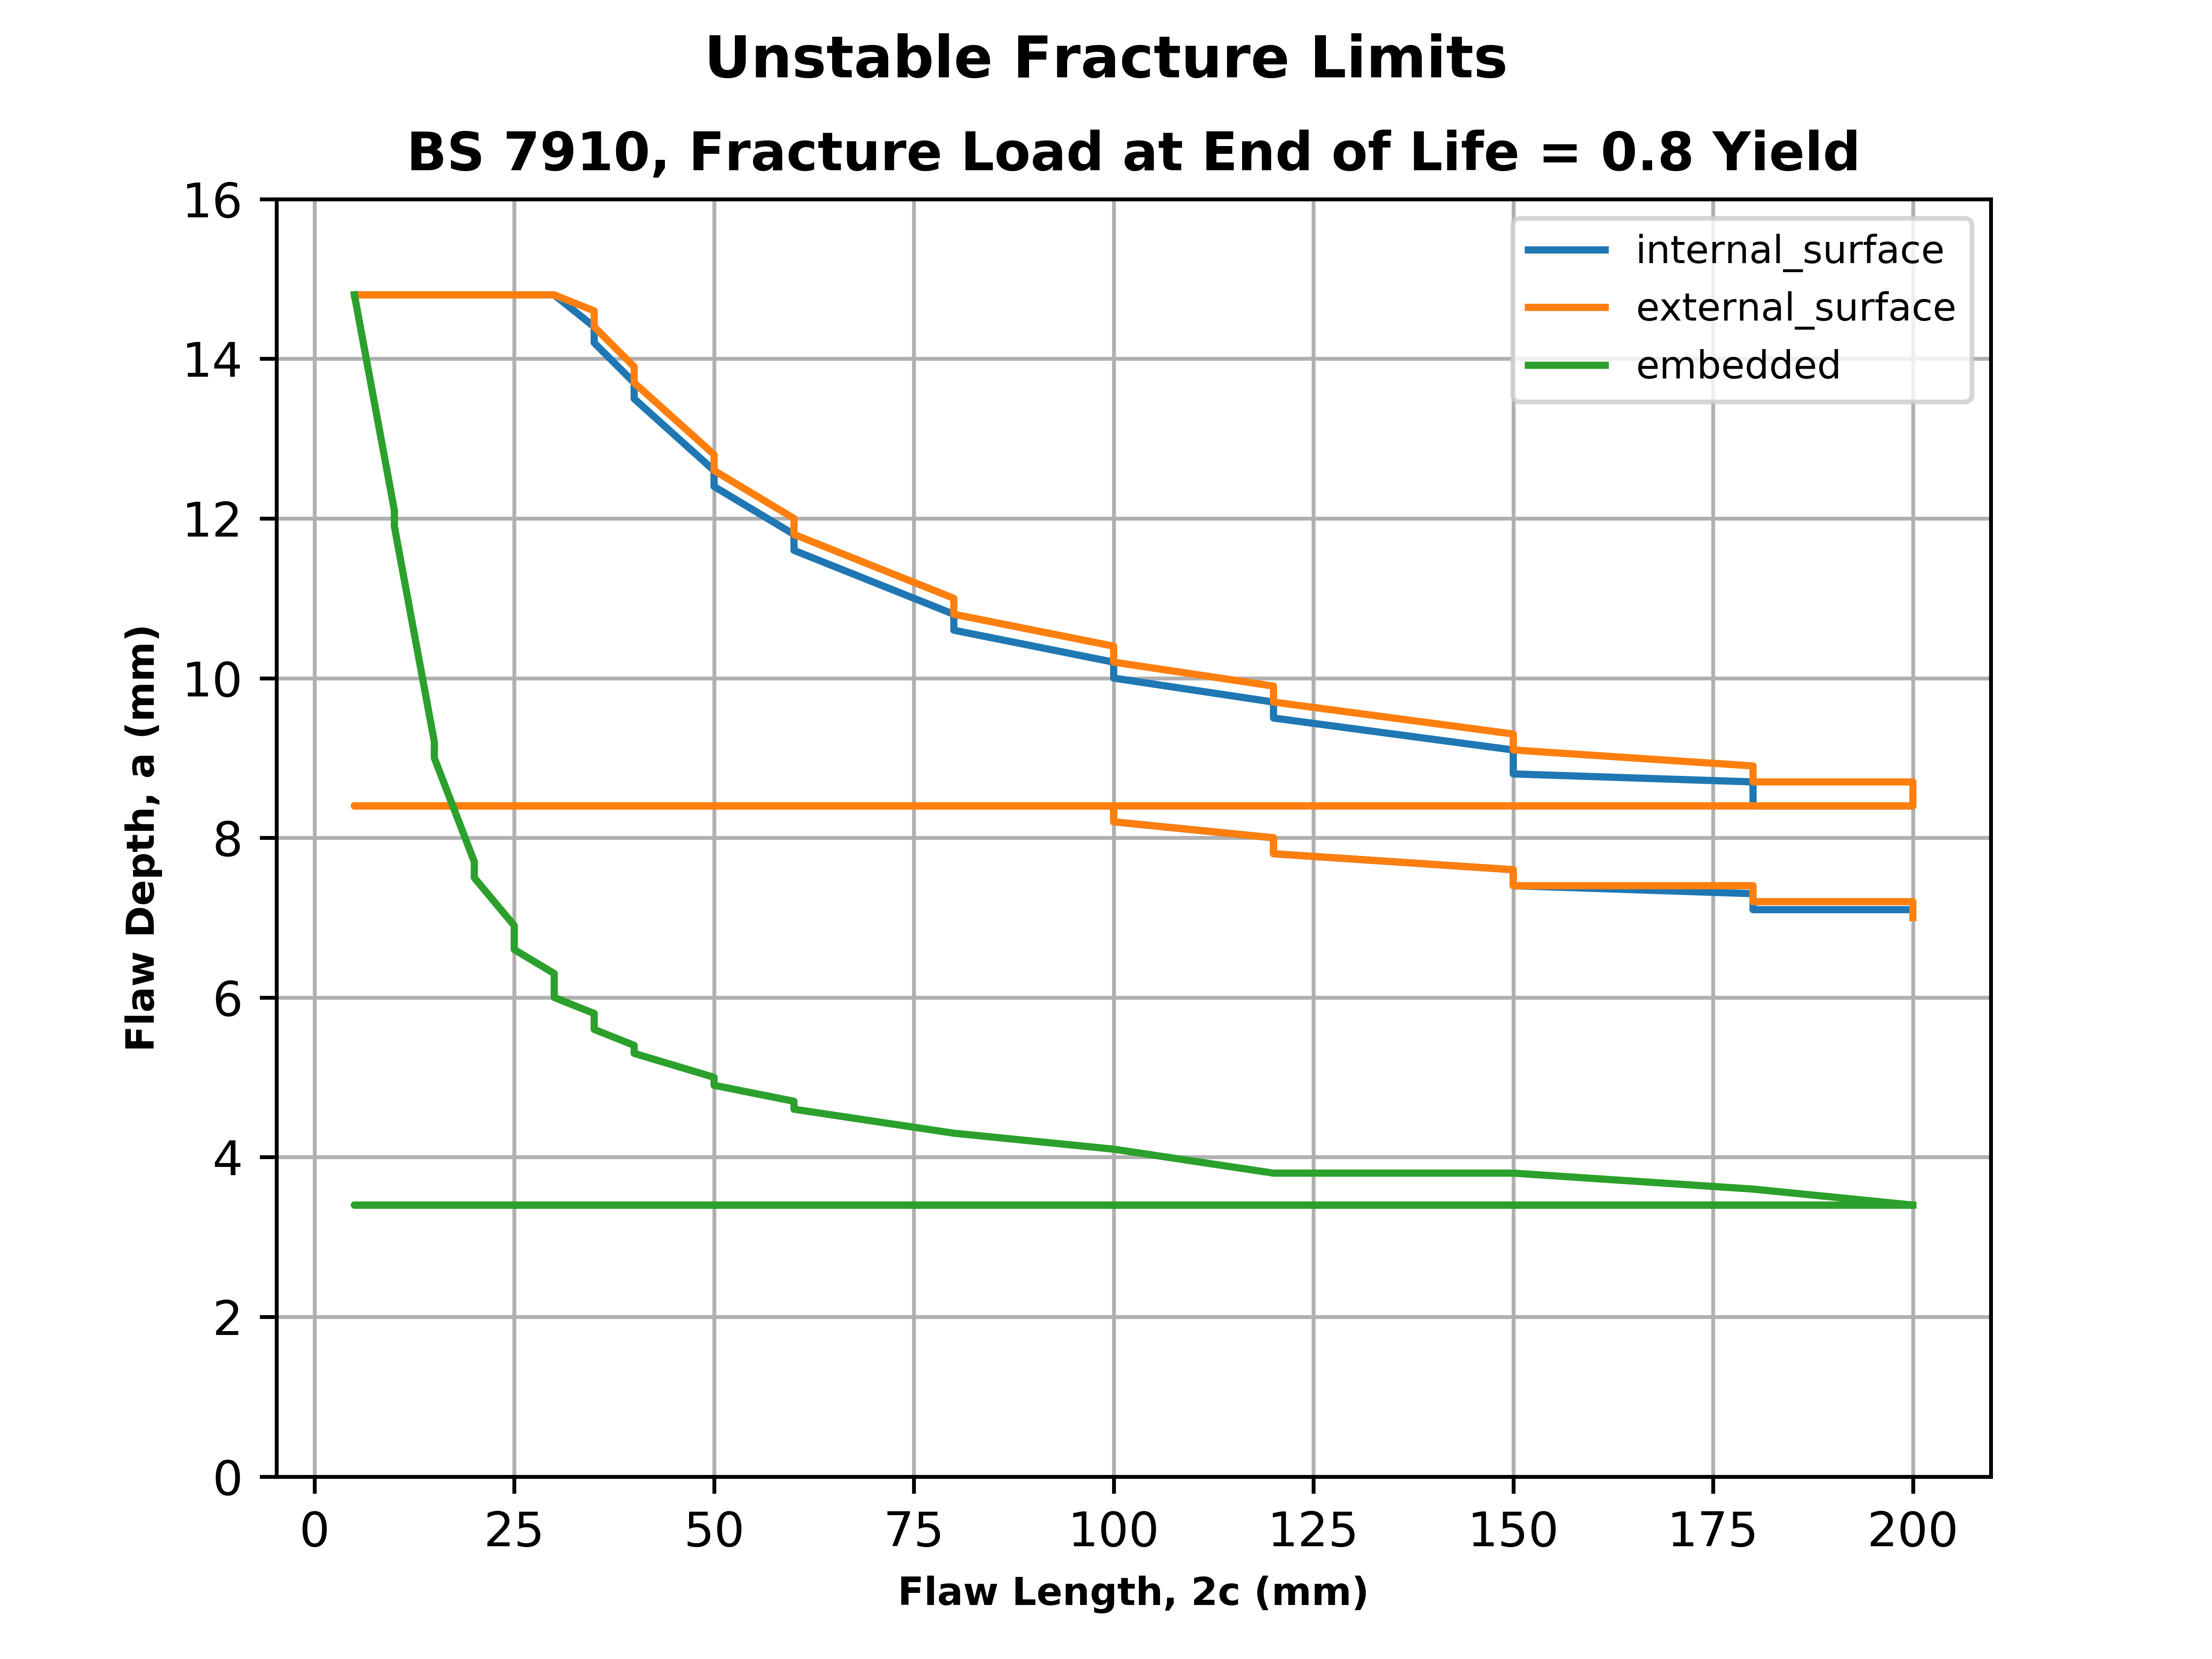 Unstable Fracture Limits
BS 7910, Fracture Load at End of Life = 0.8 Yield
internal_surface
external_surface
embedded
Flaw Depth, a (mm)
16
14
12
10
8
6
4
2
0
0 25 50 75 100 125 150 175 200
Flaw Length, 2c (mm)